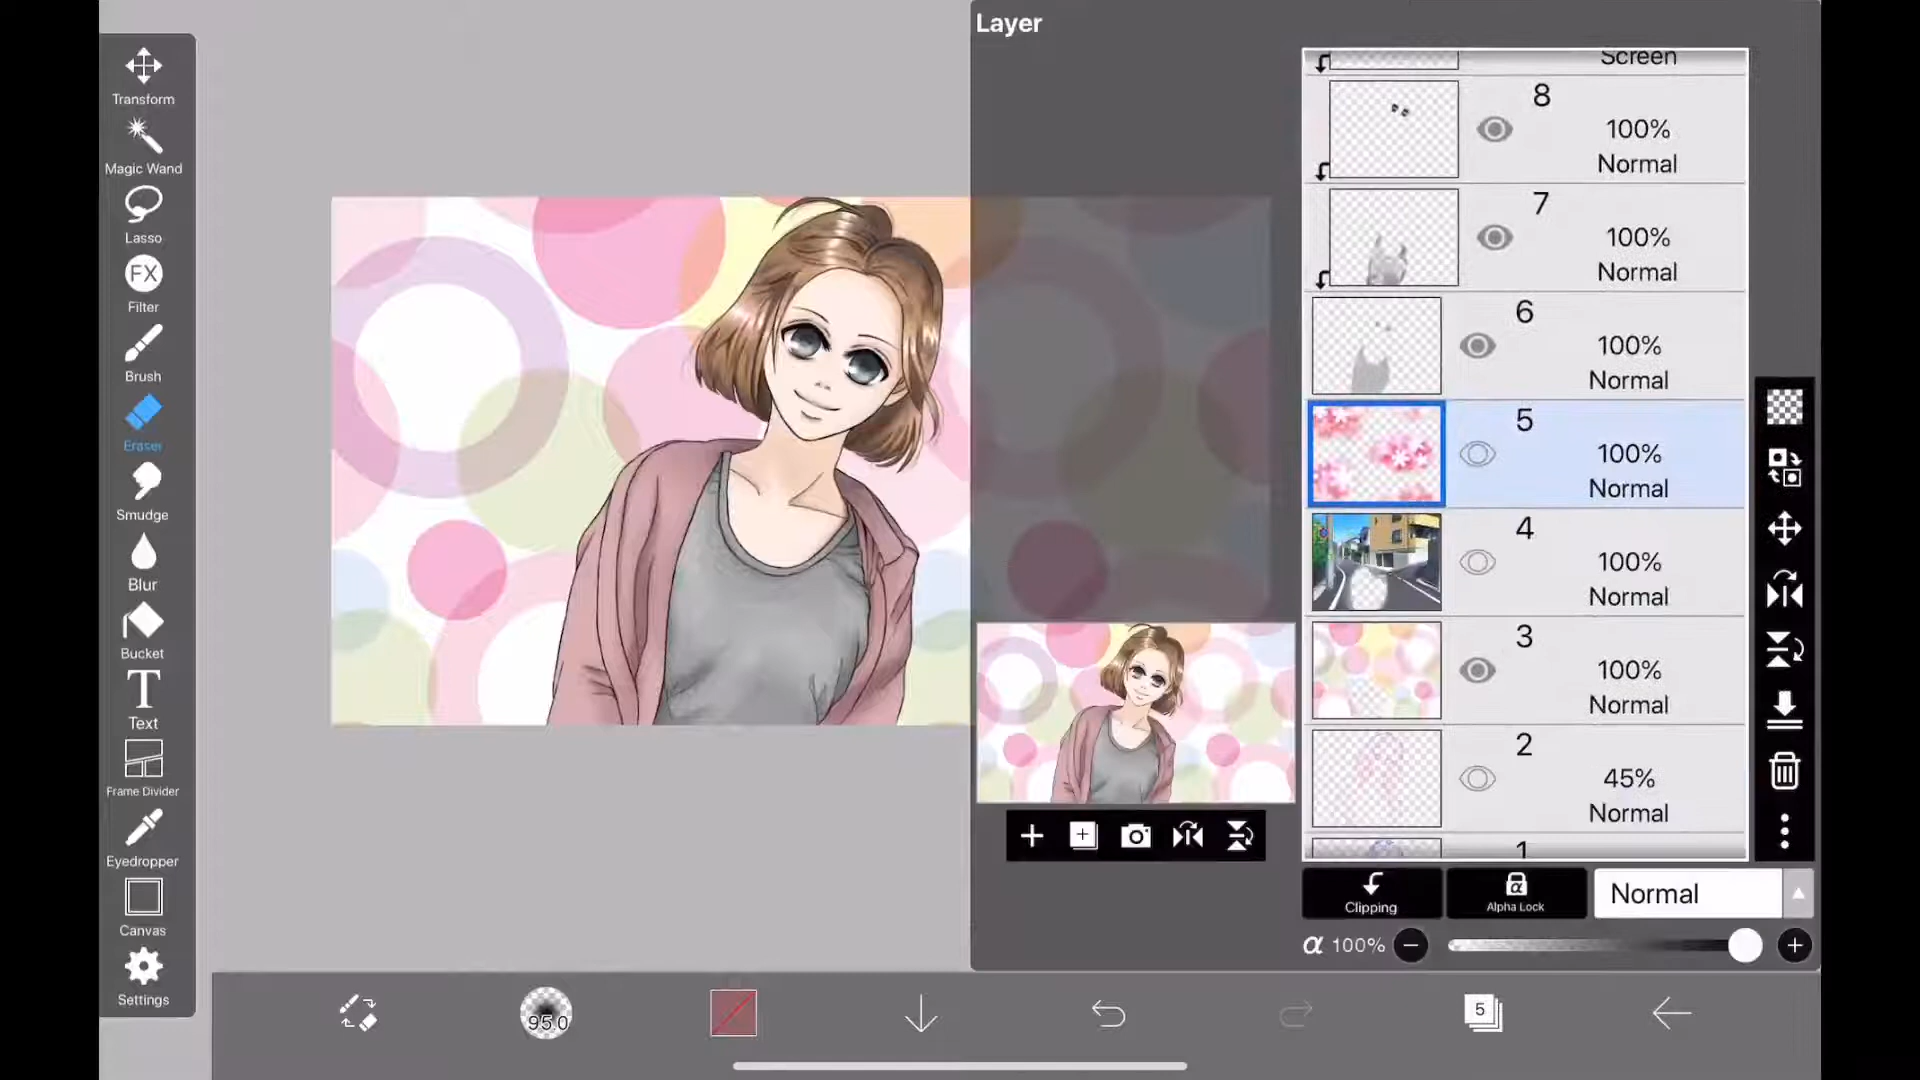 Layer
Transform
Magic Wand
Lasso
FX
Filter
Brush
Eraser
Smudge
Blur
Bucket
T
Text
Frame Divider
Eyedropper
Canvas
Settings
Screen
8
100%
Normal
7
100%
Normal
6
100%
Normal
5
100%
Normal
4
100%
Normal
3
100%
Normal
2
45%
Normal
1
Clipping
α
Alpha Lock
Normal
α 100%
95.0
5